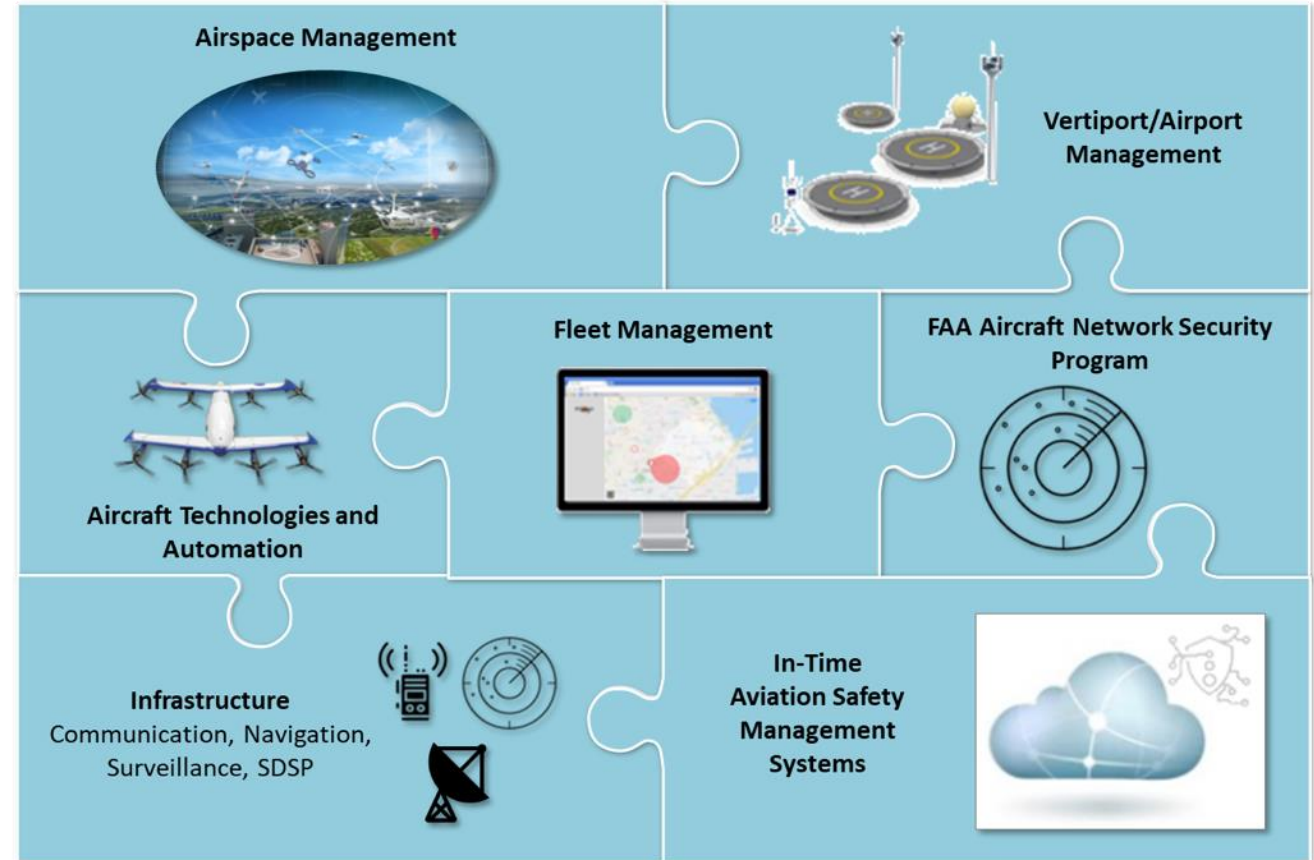 Airspace Management
Vertiport/Airport
Management
Fleet Management
FAA Aircraft Network Security
Program
Aircraft Technologies and
Automation
Infrastructure
Communication, Navigation,
Surveillance, SDSP
In-Time
Aviation Safety
Management
Systems